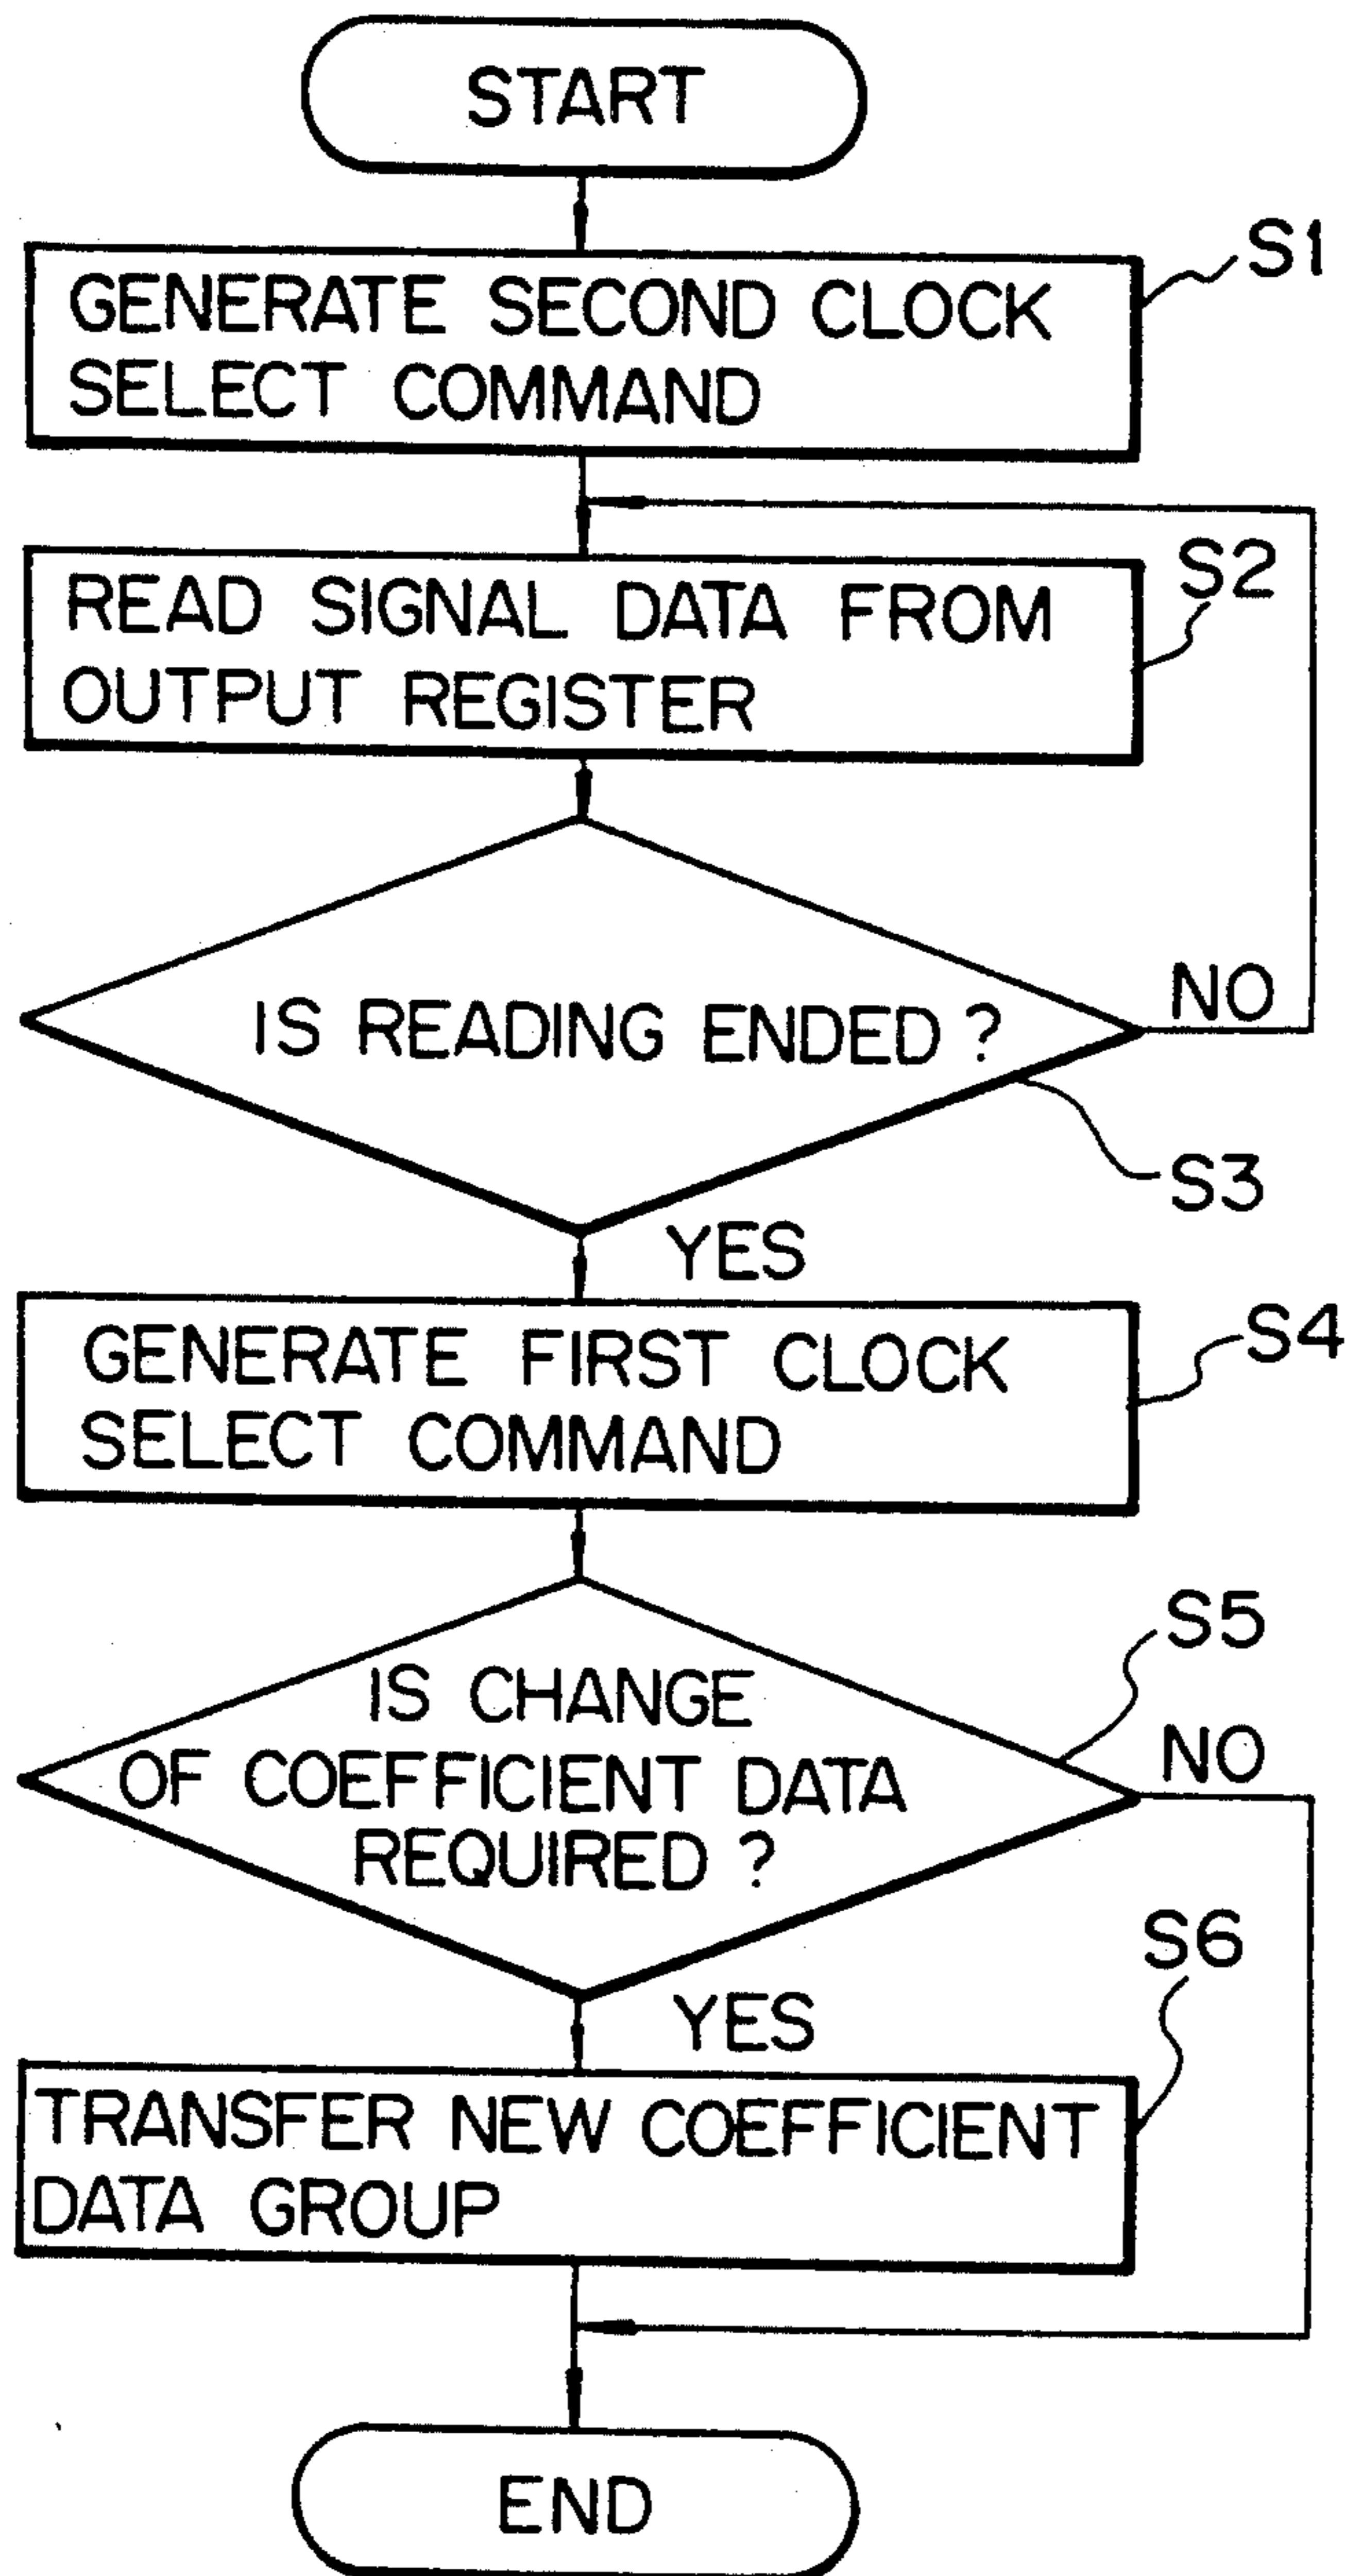 START
S1
GENERATE SECOND CLOCK
SELECT COMMAND
S2
READ SIGNAL DATA FROM
OUTPUT REGISTER
NO
IS READING ENDED ?
S3
YES
GENERATE FIRST CLOCK
SELECT COMMAND
S4
S5
IS CHANGE
OF COEFFICIENT DATA
REQUIRED ?
NO
S6
YES
TRANSFER NEW COEFFICIENT
DATA GROUP
END